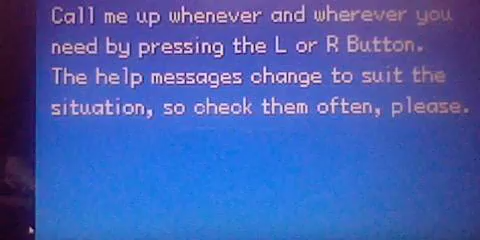 Call me up whenever and wherever you
need by pressing the L or R Button.
The help messages change to suit the
situation, so check them often, please.